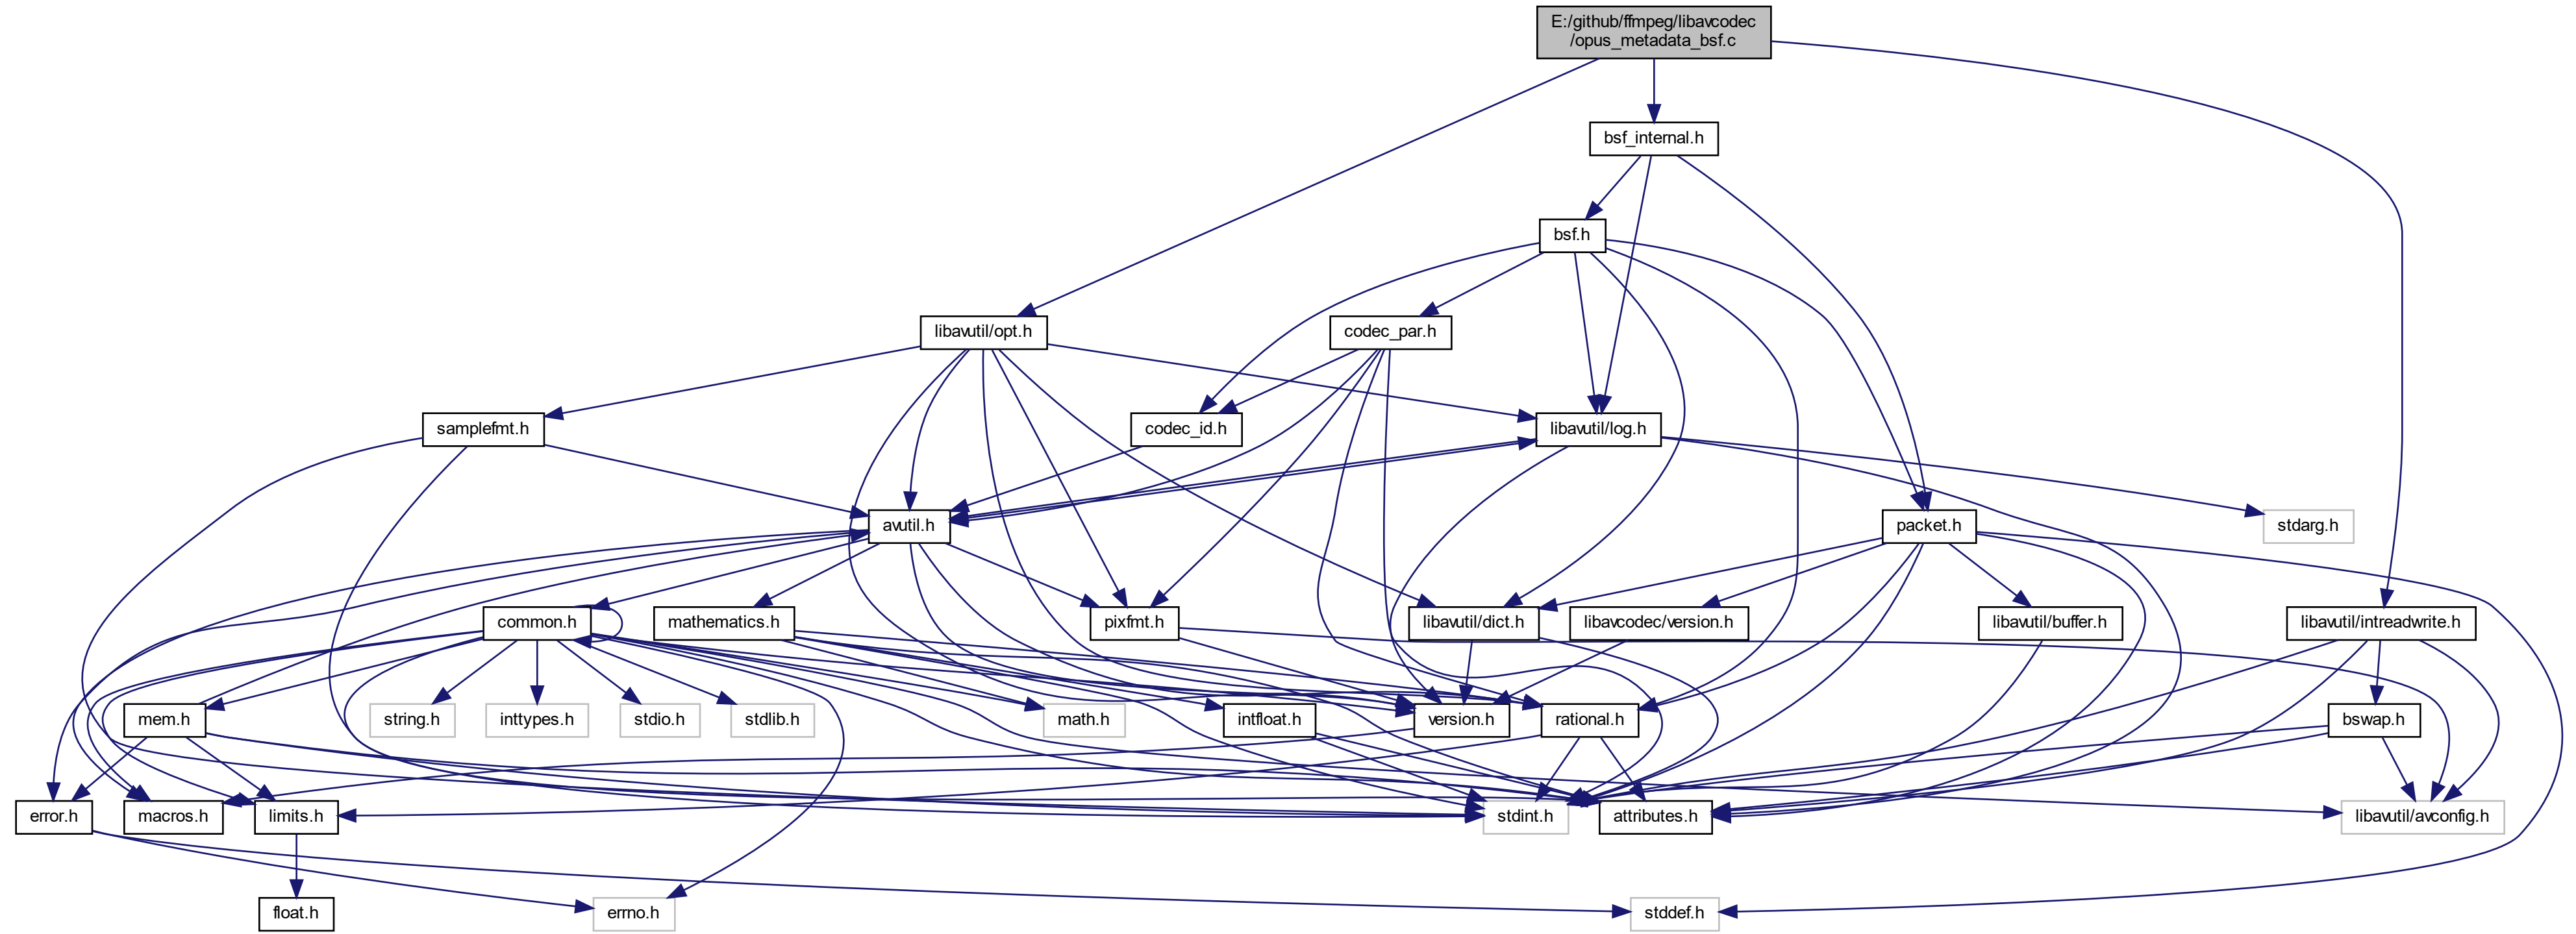 E:/github/ffmpeg/libavcodec
/opus_metadata_bsf.c
bsf_internal.h
bsf.h
libavutil/opt.h
codec_par.h
samplefmt.h
codec_id.h
libavutil/log.h
avutil.h
packet.h
stdarg.h
common.h
mathematics.h
pixfmt.h
libavutil/dict.h
libavcodec/version.h
libavutil/buffer.h
libavutil/intreadwrite.h
mem.h
string.h
inttypes.h
stdio.h
stdlib.h
math.h
intfloat.h
version.h
rational.h
bswap.h
error.h
macros.h
limits.h
stdint.h
attributes.h
libavutil/avconfig.h
float.h
errno.h
stddef.h